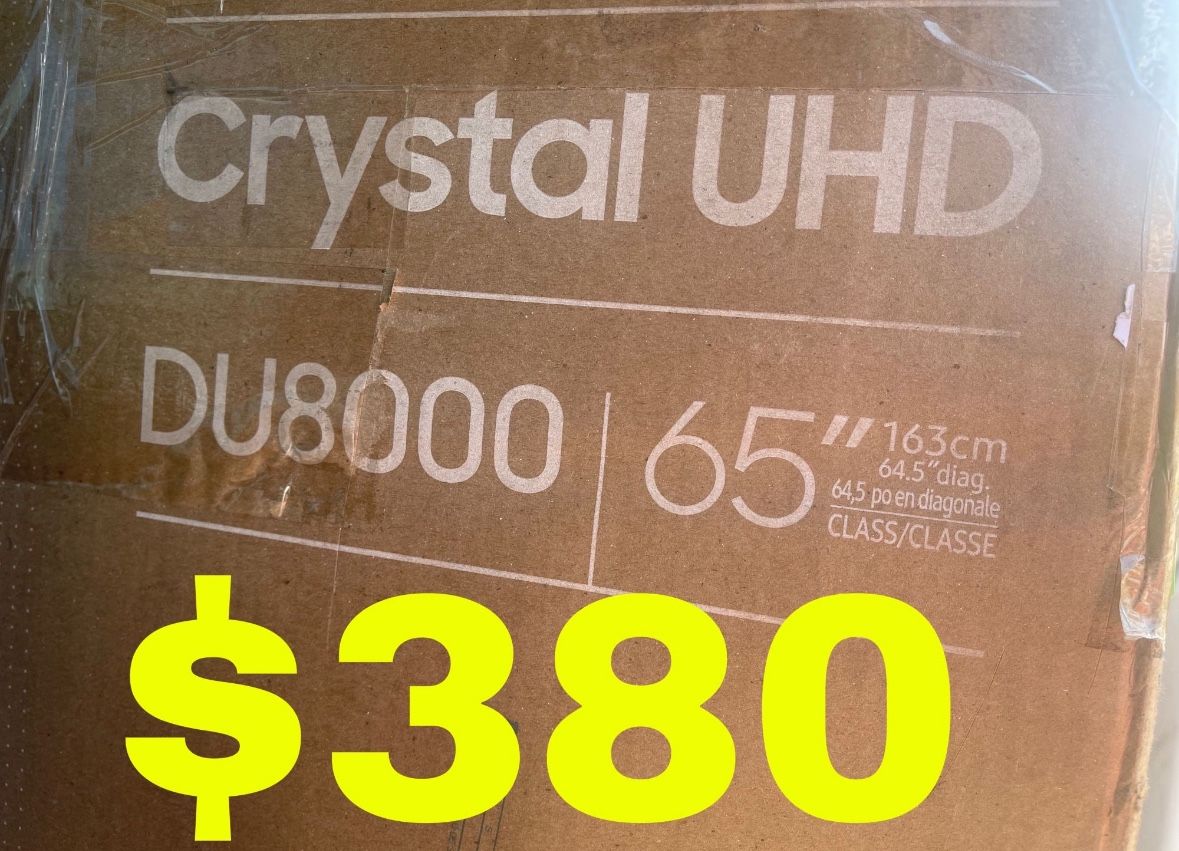 Crystal UHD
DU8000
65" 163cm
64.5"diag.
64,5 po en diagonale
CLASS/CLASSE
$380